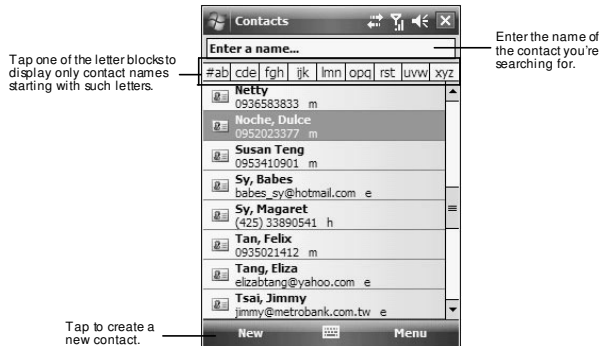 Contacts
Enter a name...
Enter the name of
the contact you're
searching for.
Tap one of the letter blocks to
display only contact names
starting with such letters.
#ab cde fgh ijk lmn opq rst uvw xyz
Netty
0936583833 m
Noche, Dulce
0952023377 m
Susan Teng
0953410901 m
Sy, Babes
babes_sy@hotmail.com e
Sy, Magaret
(425) 33890541 h
Tan, Felix
0935021412 m
Tang, Eliza
elizabtang@yahoo.com e
Tsai, Jimmy
jimmy@metrobank.com.tw e
Tap to create a
new contact.
New Menu